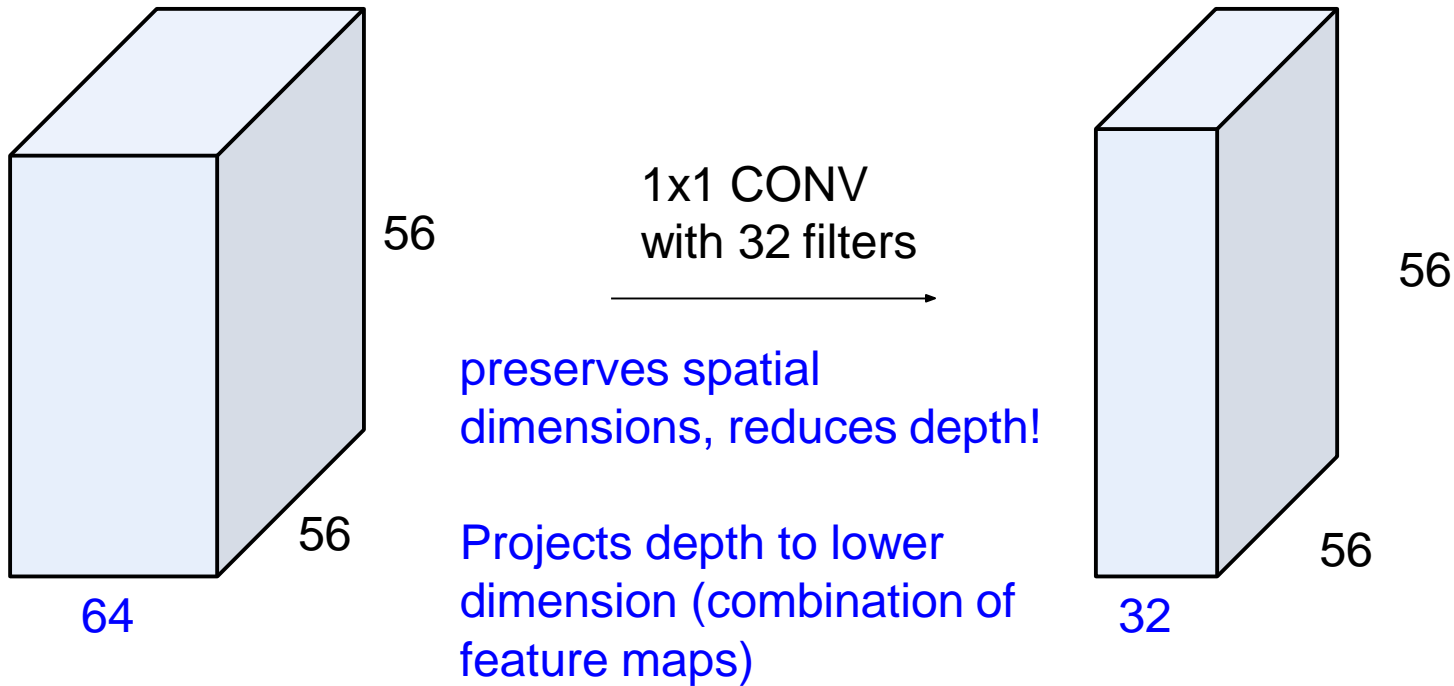 56
56
64
1x1 CONV
with 32 filters
preserves spatial
dimensions, reduces depth!
Projects depth to lower
dimension (combination of
feature maps)
56
56
32